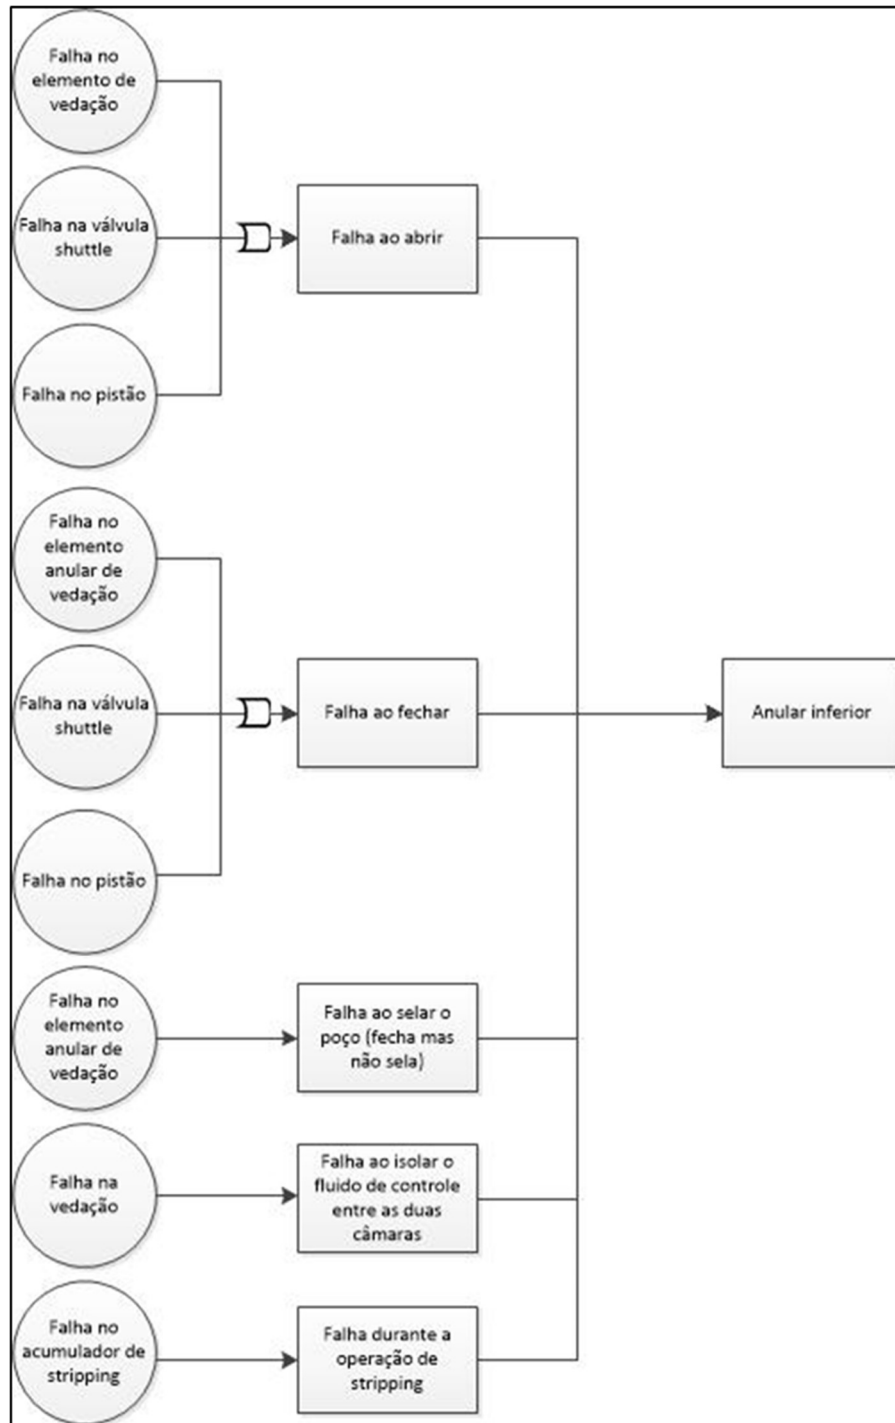 Falha no
elemento de
vedação
Falha na válvula
shuttle
Falha ao abrir
Falha no pistão
Falha no
elemento
anular de
vedação
Falha na válvula
shuttle
Falha ao fechar
Anular inferior
Falha no pistão
Falha no
elemento
anular de
vedação
Falha ao selar o
poço (fecha mas
não sela)
Falha na
vedação
Falha ao isolar o
fluido de controle
entre as duas
câmaras
Falha no
acumulador de
stripping
Falha durante a
operação de
stripping